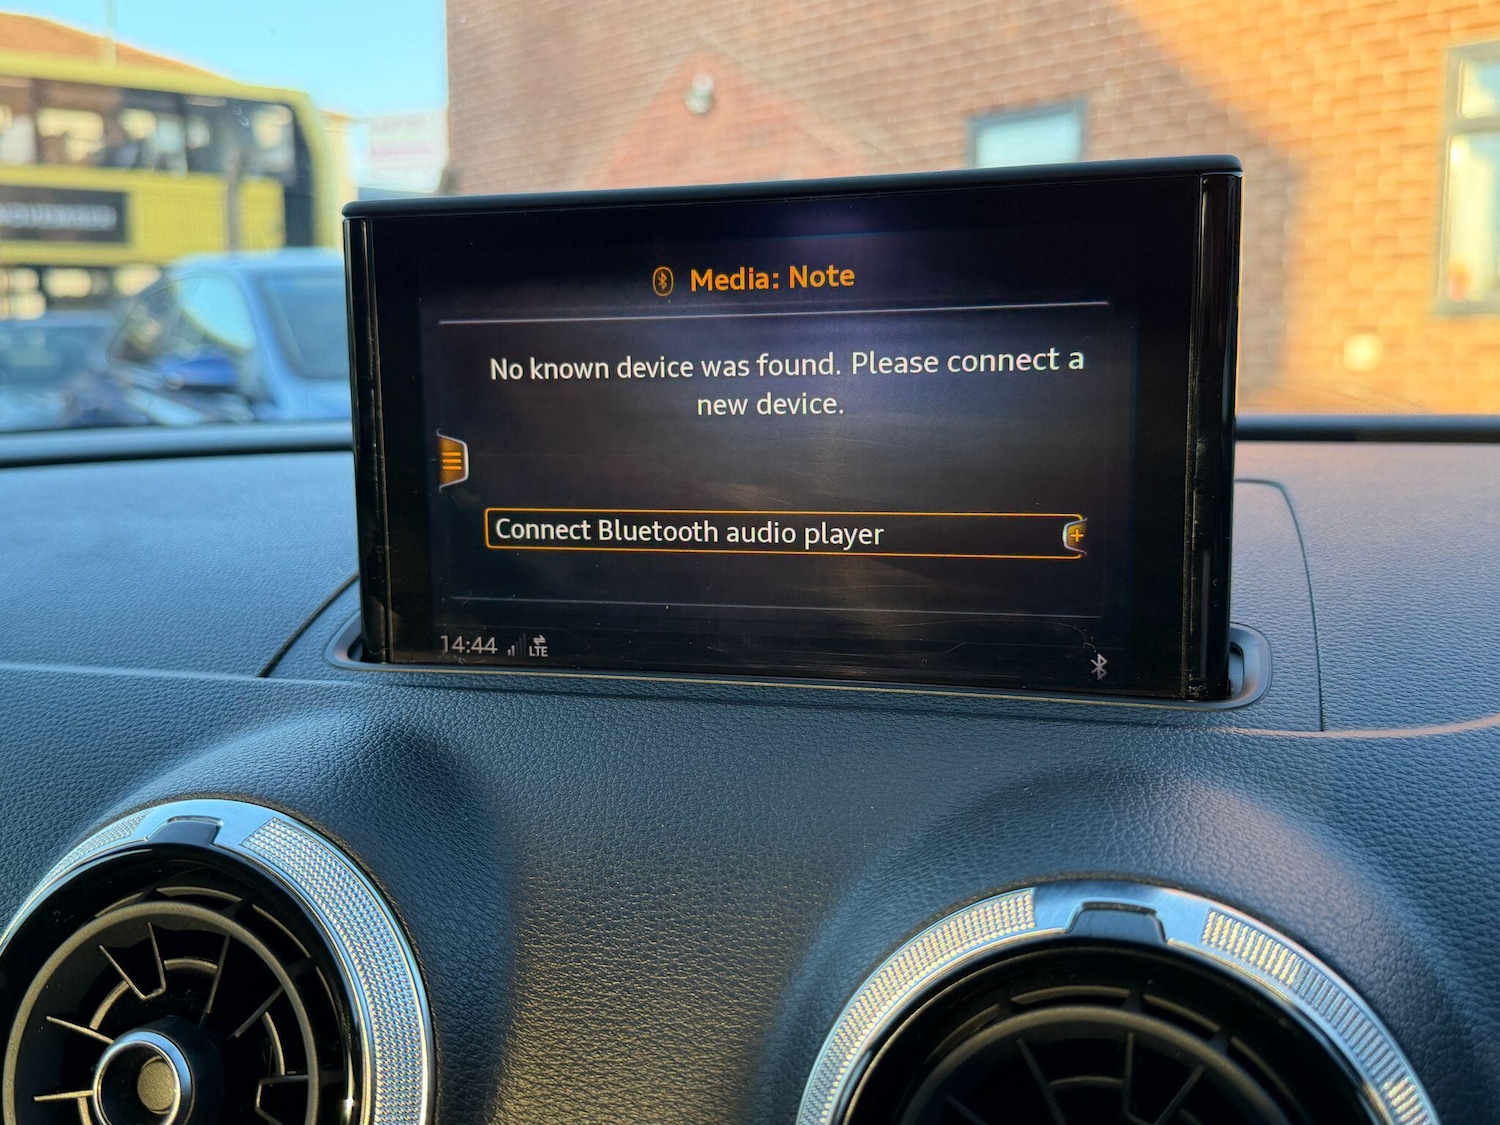 Media: Note
No known device was found. Please connect a
new device.
Connect Bluetooth audio player
14:44 LTE